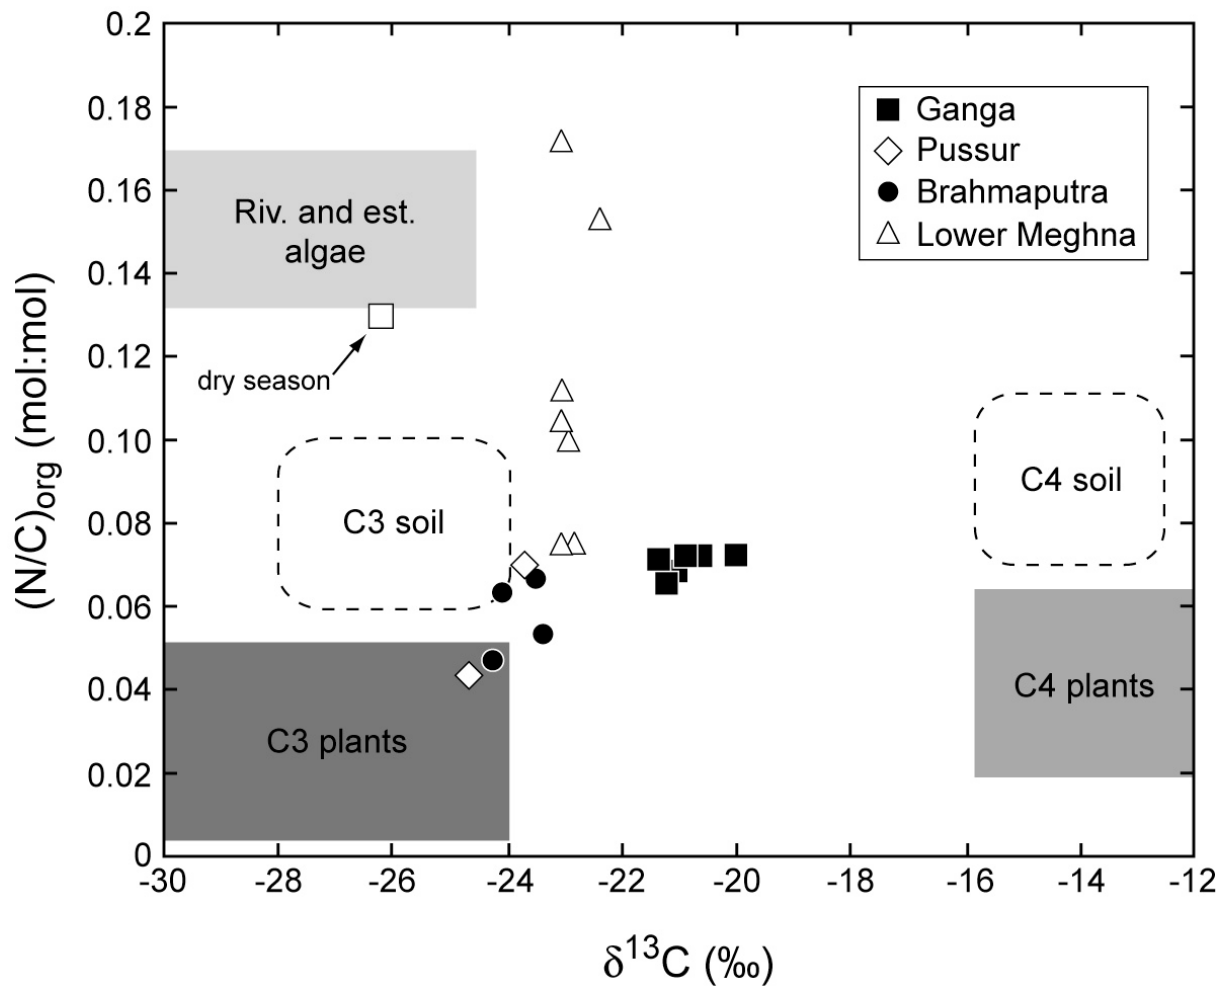 0.2
0.18
0.16
0.14
0.12
0.10
0.08
0.06
0.04
0.02
0
(N/C)org (mol:mol)
Ganga
Pussur
Brahmaputra
Lower Meghna
Riv. and est.
algae
dry season
C3 soil
C4 soil
C4 plants
C3 plants
-30 -28 -26 -24 -22 -20 -18 -16 -14 -12
δ13C (‰)